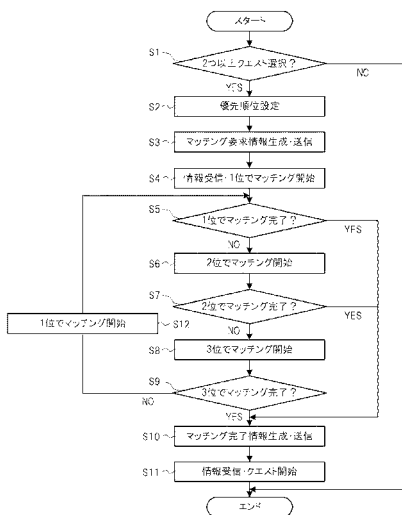 スタート
S1
2つ以上クエスト選択？
NO
YES
S2
優先順位設定
S3
マッチング要求情報生成・送信
S4
情報受信・1位でマッチング開始
S5
1位でマッチング完了？
YES
NO
S6
2位でマッチング開始
S7
2位でマッチング完了？
YES
NO
1位でマッチング開始
S12
S8
3位でマッチング開始
S9
3位でマッチング完了？
NO
YES
S10
マッチング完了情報生成・送信
S11
情報受信・クエスト開始
エンド